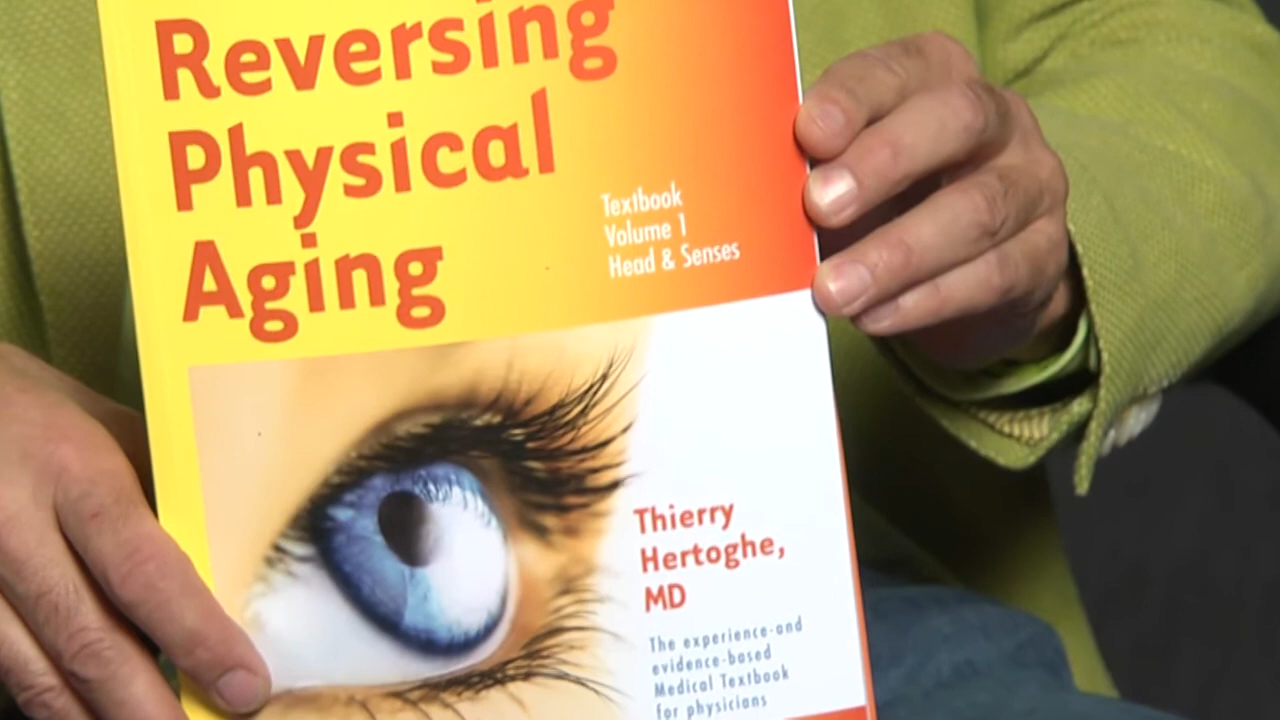 Reversing
Physical
Aging
Textbook
Volume 1
Head & Senses
Thierry
Hertoghe,
MD
The experience-and
evidence-based
Medical Textbook
for physicians